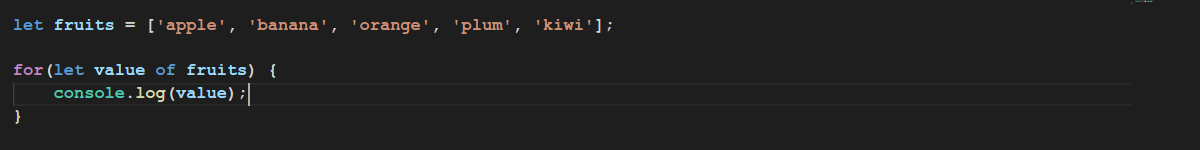 let fruits = ['apple', 'banana', 'orange', 'plum', 'kiwi'];
for(let value of fruits) {
    console.log(value);
}